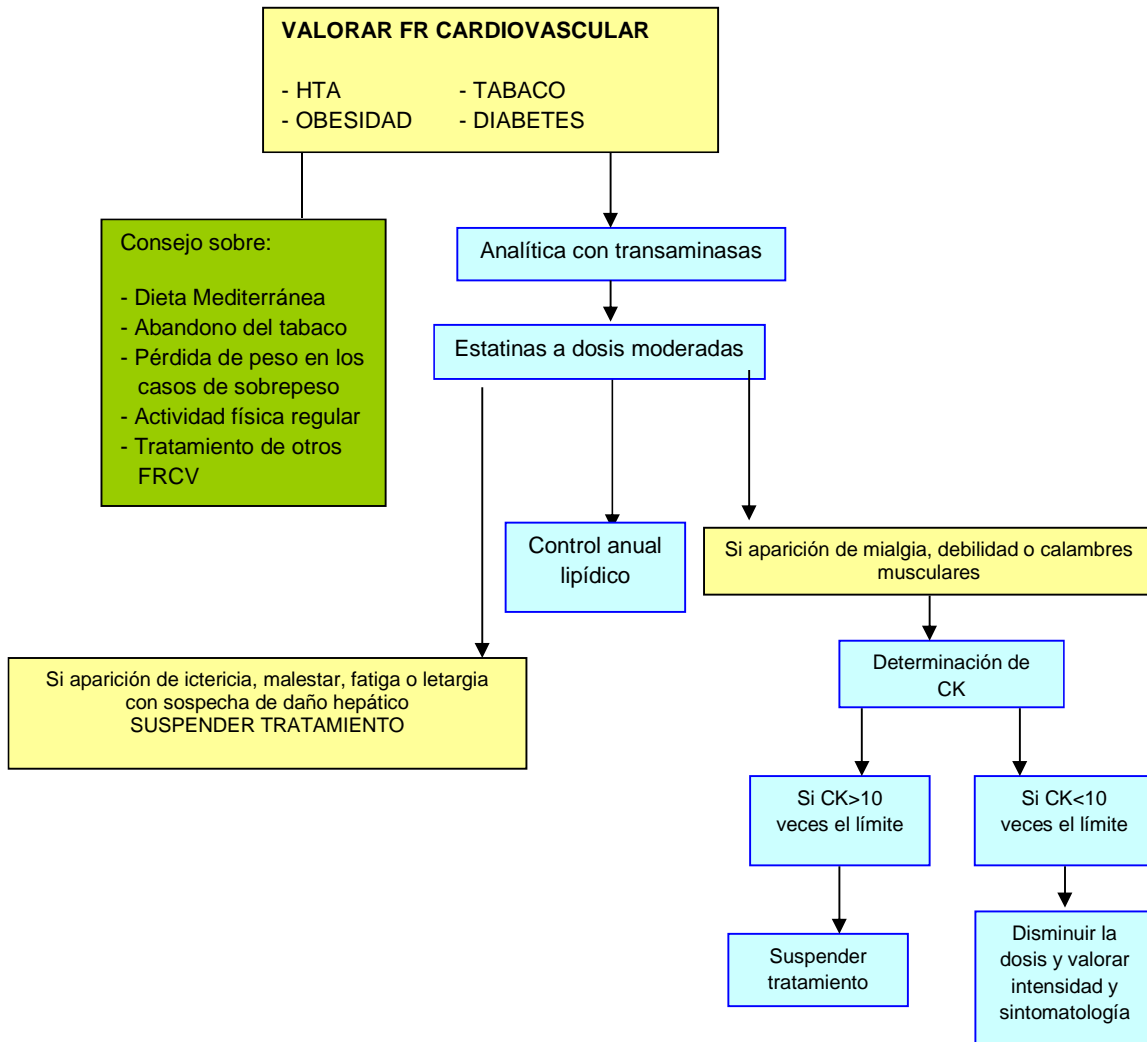 VALORAR FR CARDIOVASCULAR
- HTA - TABACO
- OBESIDAD - DIABETES
Consejo sobre:
- Dieta Mediterránea
- Abandono del tabaco
- Pérdida de peso en los
casos de sobrepeso
- Actividad física regular
- Tratamiento de otros
FRCV
Analítica con transaminasas
Estatinas a dosis moderadas
Control anual
lipídico
Si aparición de mialgia, debilidad o calambres
musculares
Si aparición de ictericia, malestar, fatiga o letargia
con sospecha de daño hepático
SUSPENDER TRATAMIENTO
Determinación de
CK
Si CK>10
veces el límite
Si CK<10
veces el límite
Suspender
tratamiento
Disminuir la
dosis y valorar
intensidad y
sintomatología